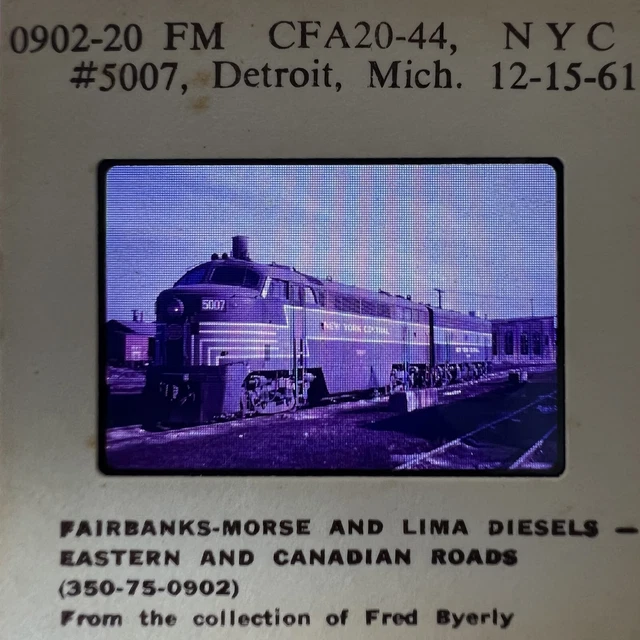 0902-20 FM CFA20-44, N Y C
#5007, Detroit, Mich. 12-15-61
5007
NEW YORK CENTRAL
FAIRBANKS-MORSE AND LIMA DIESELS —
EASTERN AND CANADIAN ROADS
(350-75-0902)
From the collection of Fred Byerly